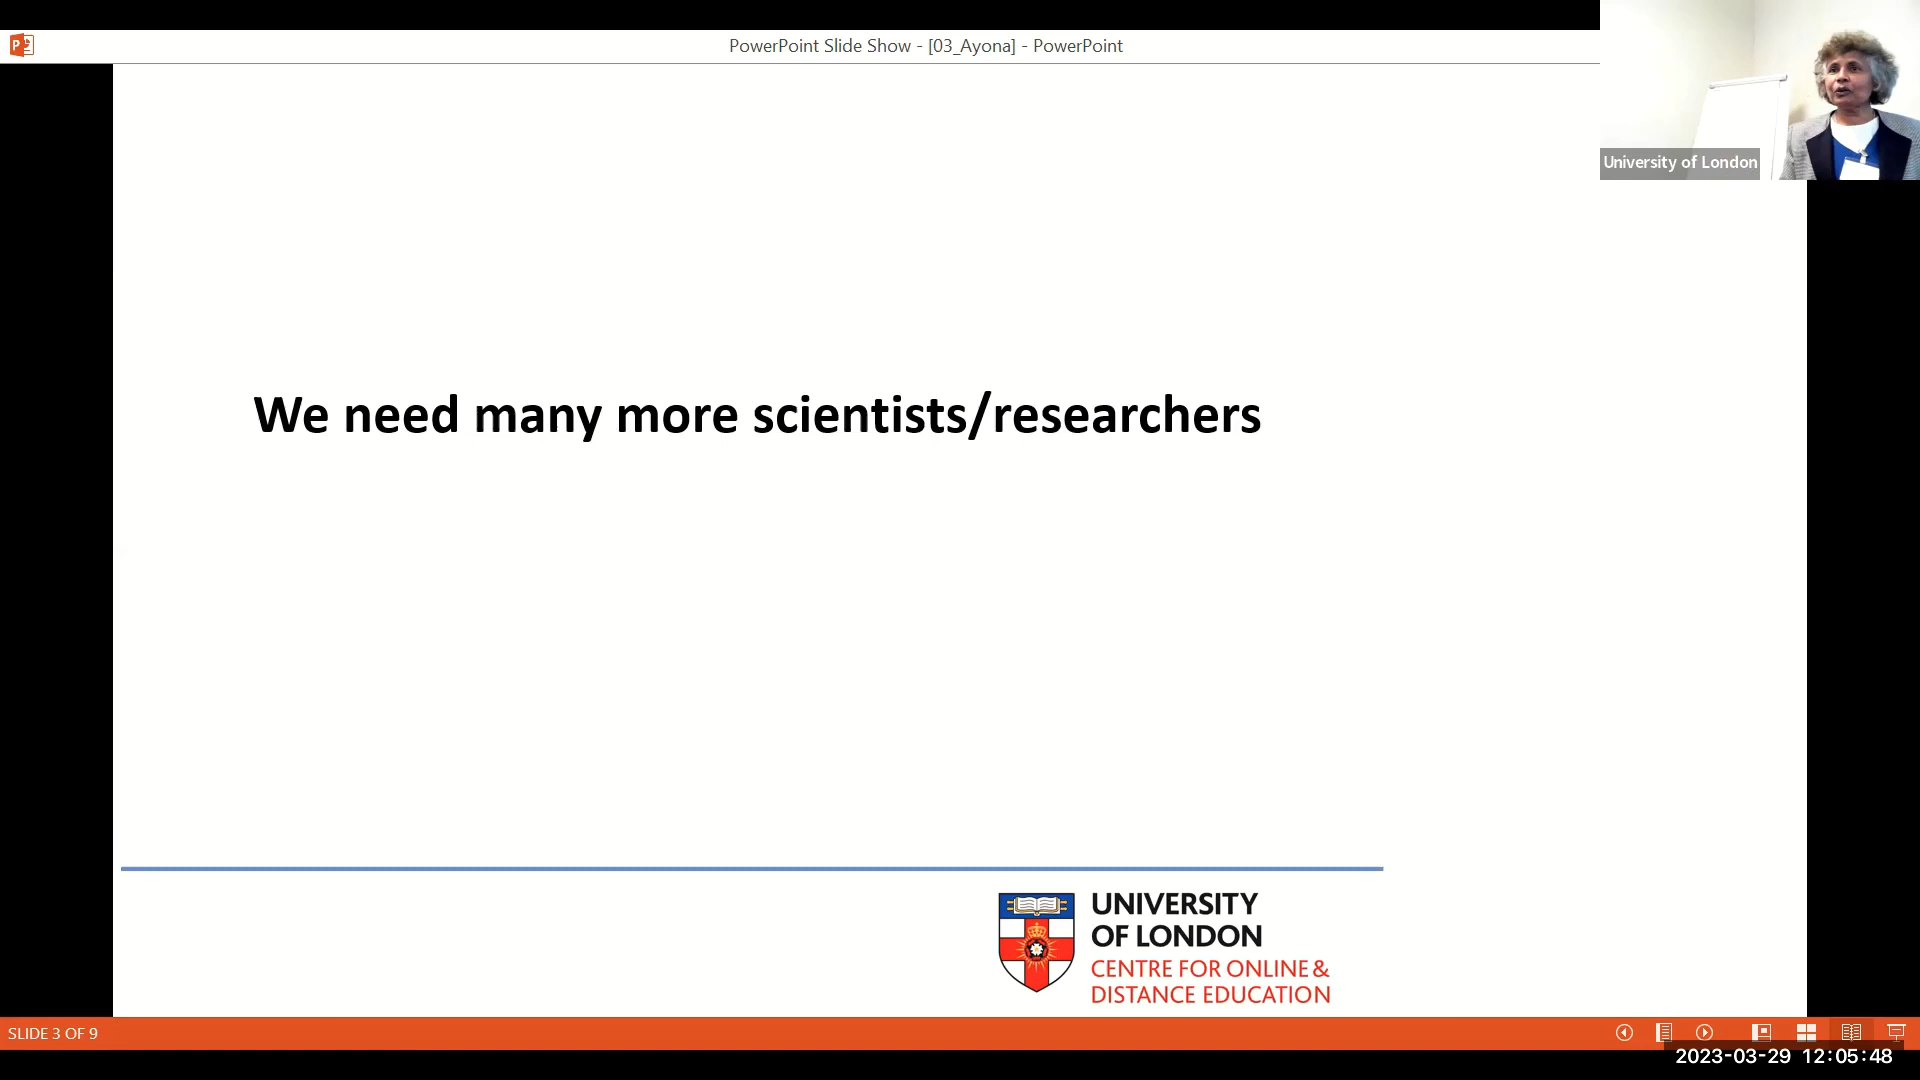 PowerPoint Slide Show - [03_Ayona] - PowerPoint
University of London
We need many more scientists/researchers
UNIVERSITY
OF LONDON
CENTRE FOR ONLINE &
DISTANCE EDUCATION
SLIDE 3 OF 9
2023-03-29 12:05:48